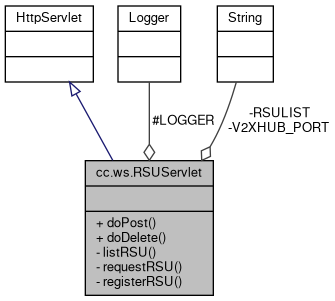 HttpServlet
Logger
String
#LOGGER
-RSULIST
-V2XHUB_PORT
cc.ws.RSUServlet
+ doPost()
+ doDelete()
- listRSU()
- requestRSU()
- registerRSU()